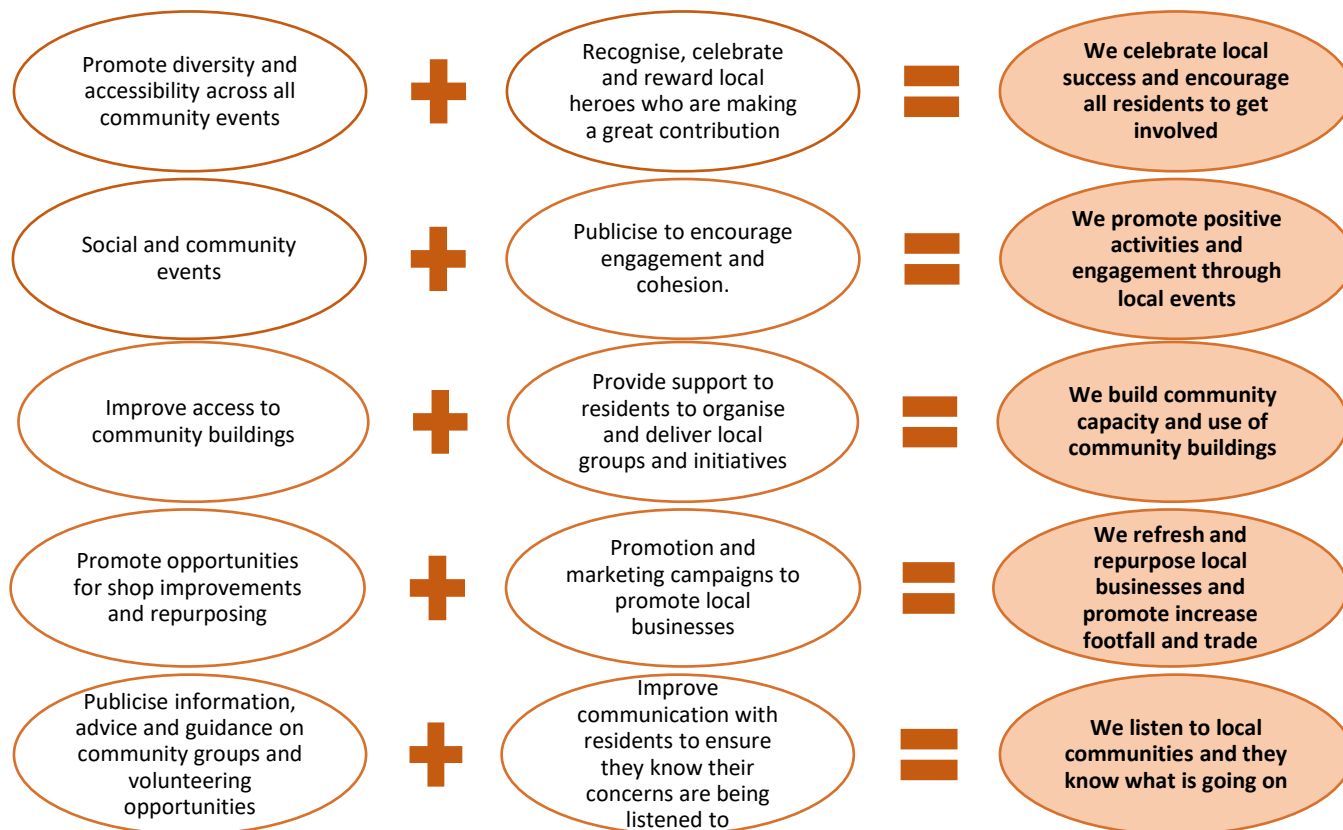 Promote diversity and
accessibility across all
community events
Recognise, celebrate
and reward local
heroes who are making
a great contribution
We celebrate local
success and encourage
all residents to get
involved
Social and community
events
Publicise to encourage
engagement and
cohesion.
We promote positive
activities and
engagement through
local events
Improve access to
community buildings
Provide support to
residents to organise
and deliver local
groups and initiatives
We build community
capacity and use of
community buildings
Promote opportunities
for shop improvements
and repurposing
Promotion and
marketing campaigns to
promote local
businesses
We refresh and
repurpose local
businesses and
promote increase
footfall and trade
Publicise information,
advice and guidance on
community groups and
volunteering
opportunities
Improve
communication with
residents to ensure
they know their
concerns are being
listened to
We listen to local
communities and they
know what is going on